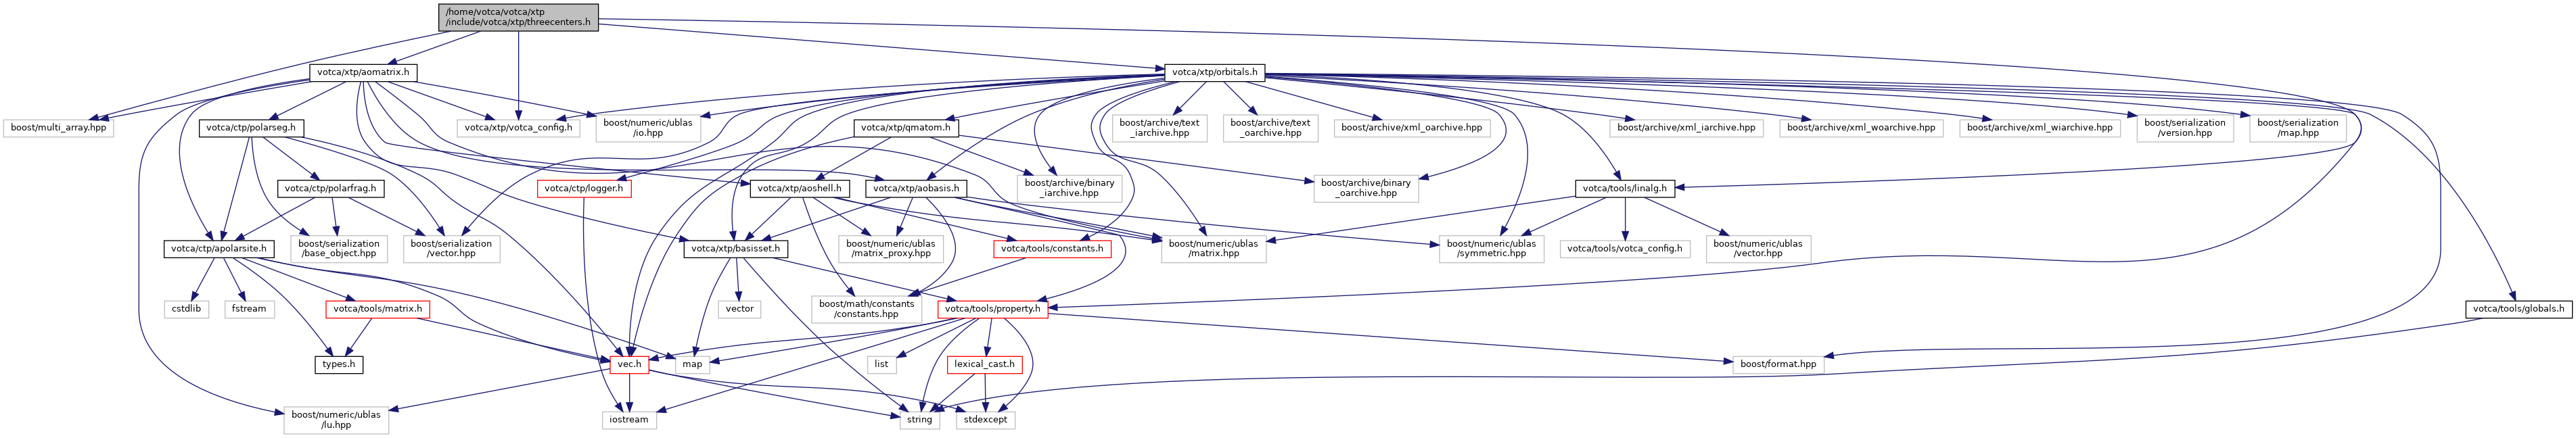 /home/votca/votca/xtp
/include/votca/xtp/threecenters.h
votca/xtp/aomatrix.h
votca/xtp/orbitals.h
boost/multi_array.hpp
votca/ctp/polarseg.h
votca/xtp/votca_config.h
boost/numeric/ublas
/io.hpp
votca/xtp/qmatom.h
boost/archive/text
_iarchive.hpp
boost/archive/text
_oarchive.hpp
boost/archive/xml_oarchive.hpp
boost/archive/xml_iarchive.hpp
boost/archive/xml_woarchive.hpp
boost/archive/xml_wiarchive.hpp
boost/serialization
/version.hpp
boost/serialization
/map.hpp
votca/ctp/polarfrag.h
votca/ctp/logger.h
votca/xtp/aoshell.h
votca/xtp/aobasis.h
boost/archive/binary
_iarchive.hpp
boost/archive/binary
_oarchive.hpp
votca/tools/linalg.h
votca/ctp/apolarsite.h
boost/serialization
/base_object.hpp
boost/serialization
/vector.hpp
votca/xtp/basisset.h
boost/numeric/ublas
/matrix_proxy.hpp
votca/tools/constants.h
boost/numeric/ublas
/matrix.hpp
boost/numeric/ublas
/symmetric.hpp
votca/tools/votca_config.h
boost/numeric/ublas
/vector.hpp
cstdlib
fstream
votca/tools/matrix.h
vector
boost/math/constants
/constants.hpp
votca/tools/property.h
votca/tools/globals.h
types.h
vec.h
map
list
lexical_cast.h
boost/format.hpp
boost/numeric/ublas
/lu.hpp
iostream
string
stdexcept